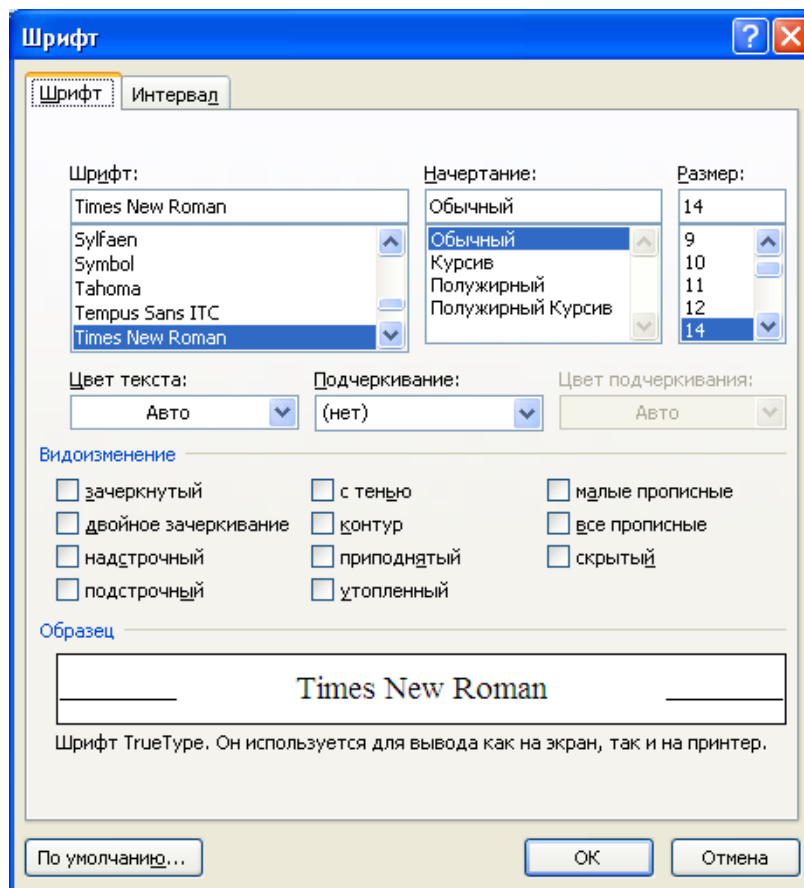 Шрифт
Шрифт Интервал
Шрифт: Начертание: Размер:
Times New Roman Обычный 14
Sylfaen Обычный 9
Symbol Курсив 10
Tahoma Полужирный 11
Tempus Sans ITC Полужирный Курсив 12
Times New Roman 14
Цвет текста: Подчеркивание: Цвет подчеркивания:
Авто (нет) Авто
Видоизменение
зачеркнутый с тенью малые прописные
двойное зачеркивание контур все прописные
надстрочный приподнятый скрытый
подстрочный утопленный
Образец
Times New Roman
Шрифт TrueType. Он используется для вывода как на экран, так и на принтер.
По умолчанию... ОК Отмена